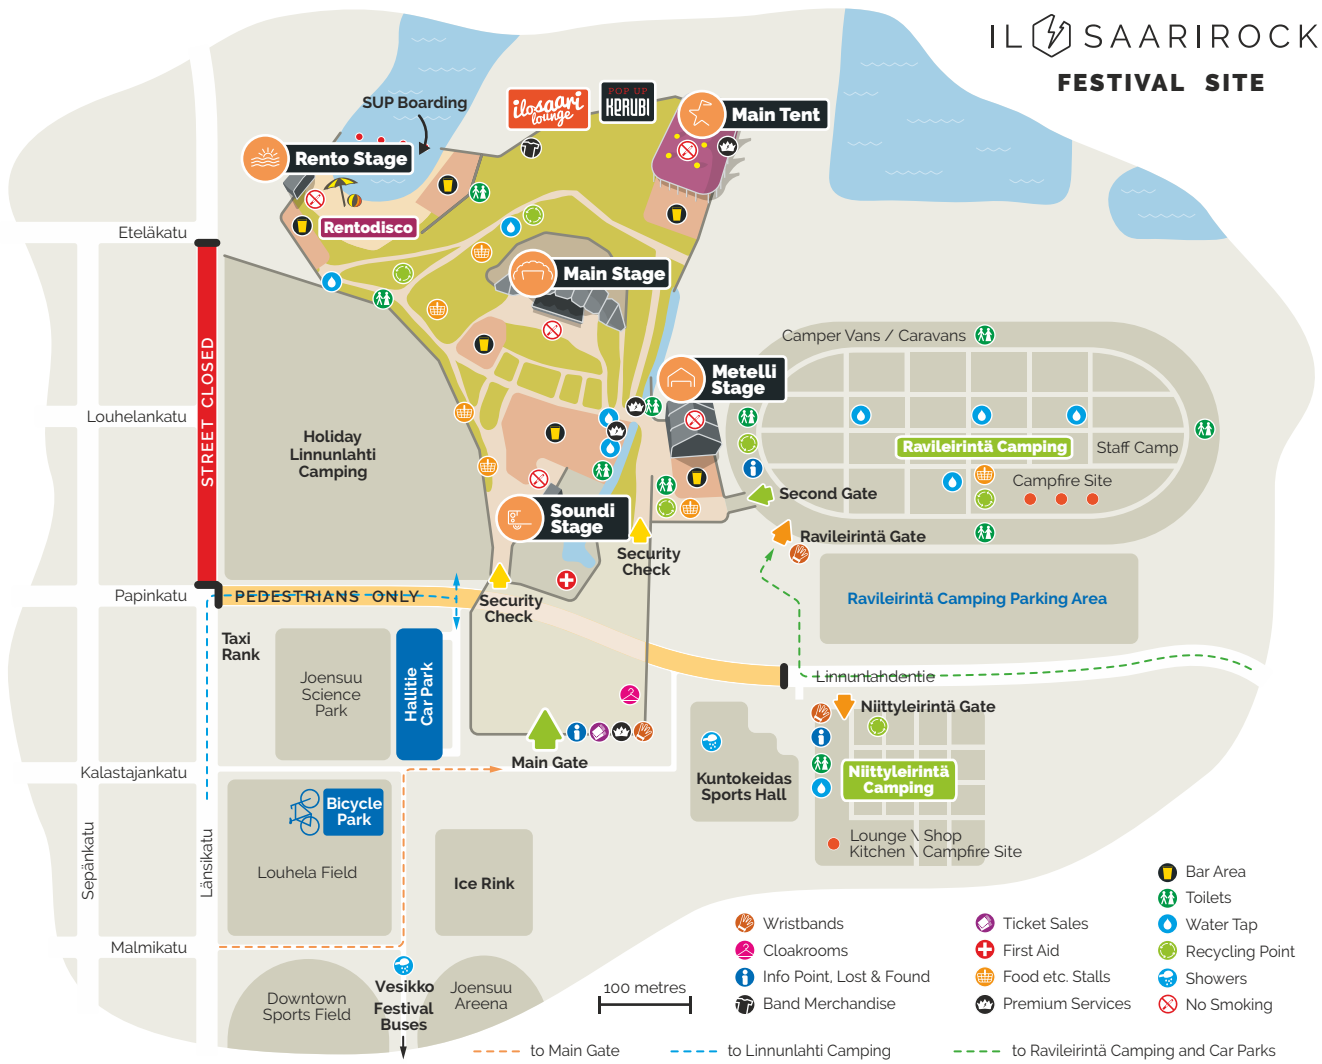 ILOSAARIROCK
FESTIVAL SITE
SUP Boarding
ilosaari
lounge
POP UP
KERUBI
Main Tent
Rento Stage
Rentodisco
Eteläkatu
Main Stage
STREET CLOSED
Camper Vans / Caravans
Metelli
Stage
Louhelankatu
Holiday
Linnunlahti
Camping
Ravileirintä Camping
Staff Camp
Campfire Site
Second Gate
Soundi
Stage
Ravileirintä Gate
Security
Check
Papinkatu
PEDESTRIANS ONLY
Security
Check
Ravileirintä Camping Parking Area
Taxi
Rank
Joensuu
Science
Park
Hallitie
Car Park
Linnunlahdentie
Niittyleirintä Gate
Main Gate
Kalastajankatu
Kuntokeidas
Sports Hall
Niittyleirintä
Camping
Bicycle
Park
Sepänkatu
Länsikatu
Louhela Field
Ice Rink
Lounge \ Shop
Kitchen \ Campfire Site
Malmikatu
Downtown
Sports Field
Vesikko
Festival
Buses
Joensuu
Areena
100 metres
Wristbands
Cloakrooms
Info Point, Lost & Found
Band Merchandise
Ticket Sales
First Aid
Food etc. Stalls
Premium Services
Bar Area
Toilets
Water Tap
Recycling Point
Showers
No Smoking
to Main Gate
to Linnunlahti Camping
to Ravileirintä Camping and Car Parks